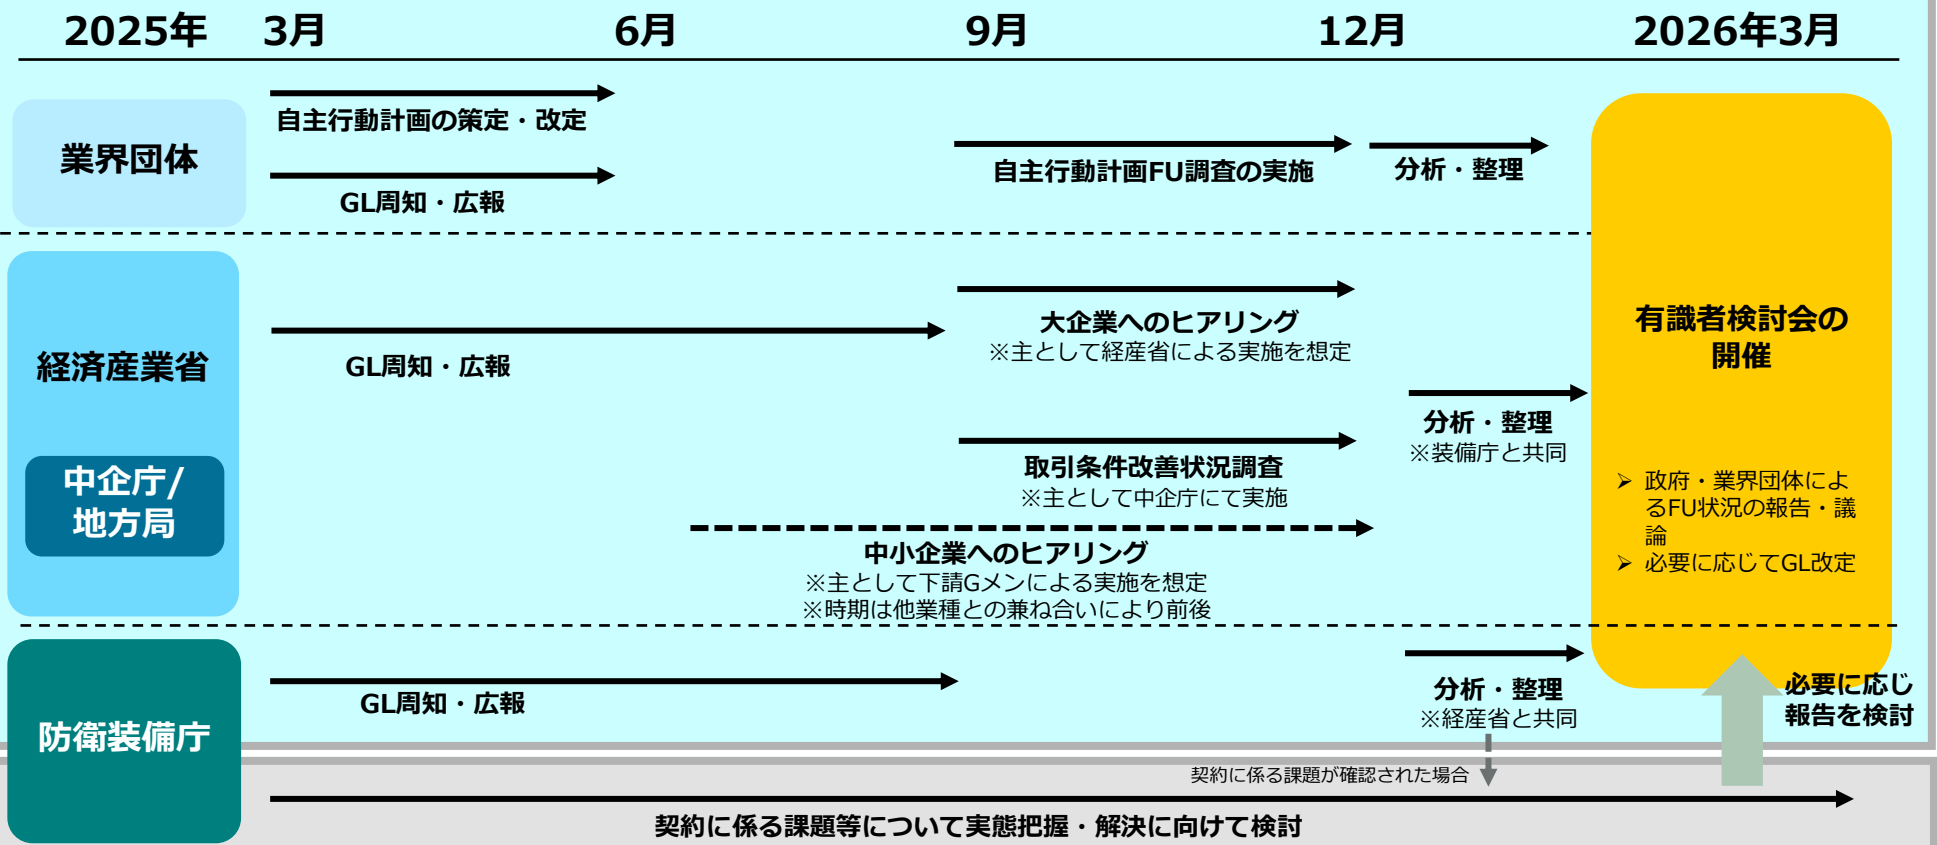 2025年 3月 6月 9月 12月 2026年3月
業界団体
自主行動計画の策定・改定
GL周知・広報
自主行動計画FU調査の実施
分析・整理
経済産業省
中企庁/
地方局
GL周知・広報
大企業へのヒアリング
※主として経産省による実施を想定
取引条件改善状況調査
※主として中企庁にて実施
中小企業へのヒアリング
※主として下請Gメンによる実施を想定
※時期は他業種との兼ね合いにより前後
分析・整理
※装備庁と共同
有識者検討会の
開催
➢ 政府・業界団体によ
るFU状況の報告・議
論
➢ 必要に応じてGL改定
防衛装備庁
GL周知・広報
分析・整理
※経産省と共同
必要に応じ
報告を検討
契約に係る課題が確認された場合
契約に係る課題等について実態把握・解決に向けて検討